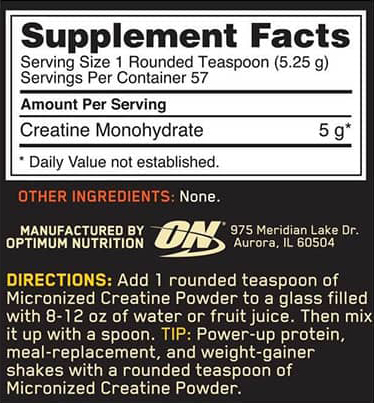 Supplement Facts
Serving Size 1 Rounded Teaspoon (5.25 g)
Servings Per Container 57
Amount Per Serving
Creatine Monohydrate 5 g*
* Daily Value not established.
OTHER INGREDIENTS: None.
MANUFACTURED BY
OPTIMUM NUTRITION
ON
975 Meridian Lake Dr.
Aurora, IL 60504
DIRECTIONS: Add 1 rounded teaspoon of
Micronized Creatine Powder to a glass filled
with 8-12 oz of water or fruit juice. Then mix
it up with a spoon. TIP: Power-up protein,
meal-replacement, and weight-gainer
shakes with a rounded teaspoon of
Micronized Creatine Powder.